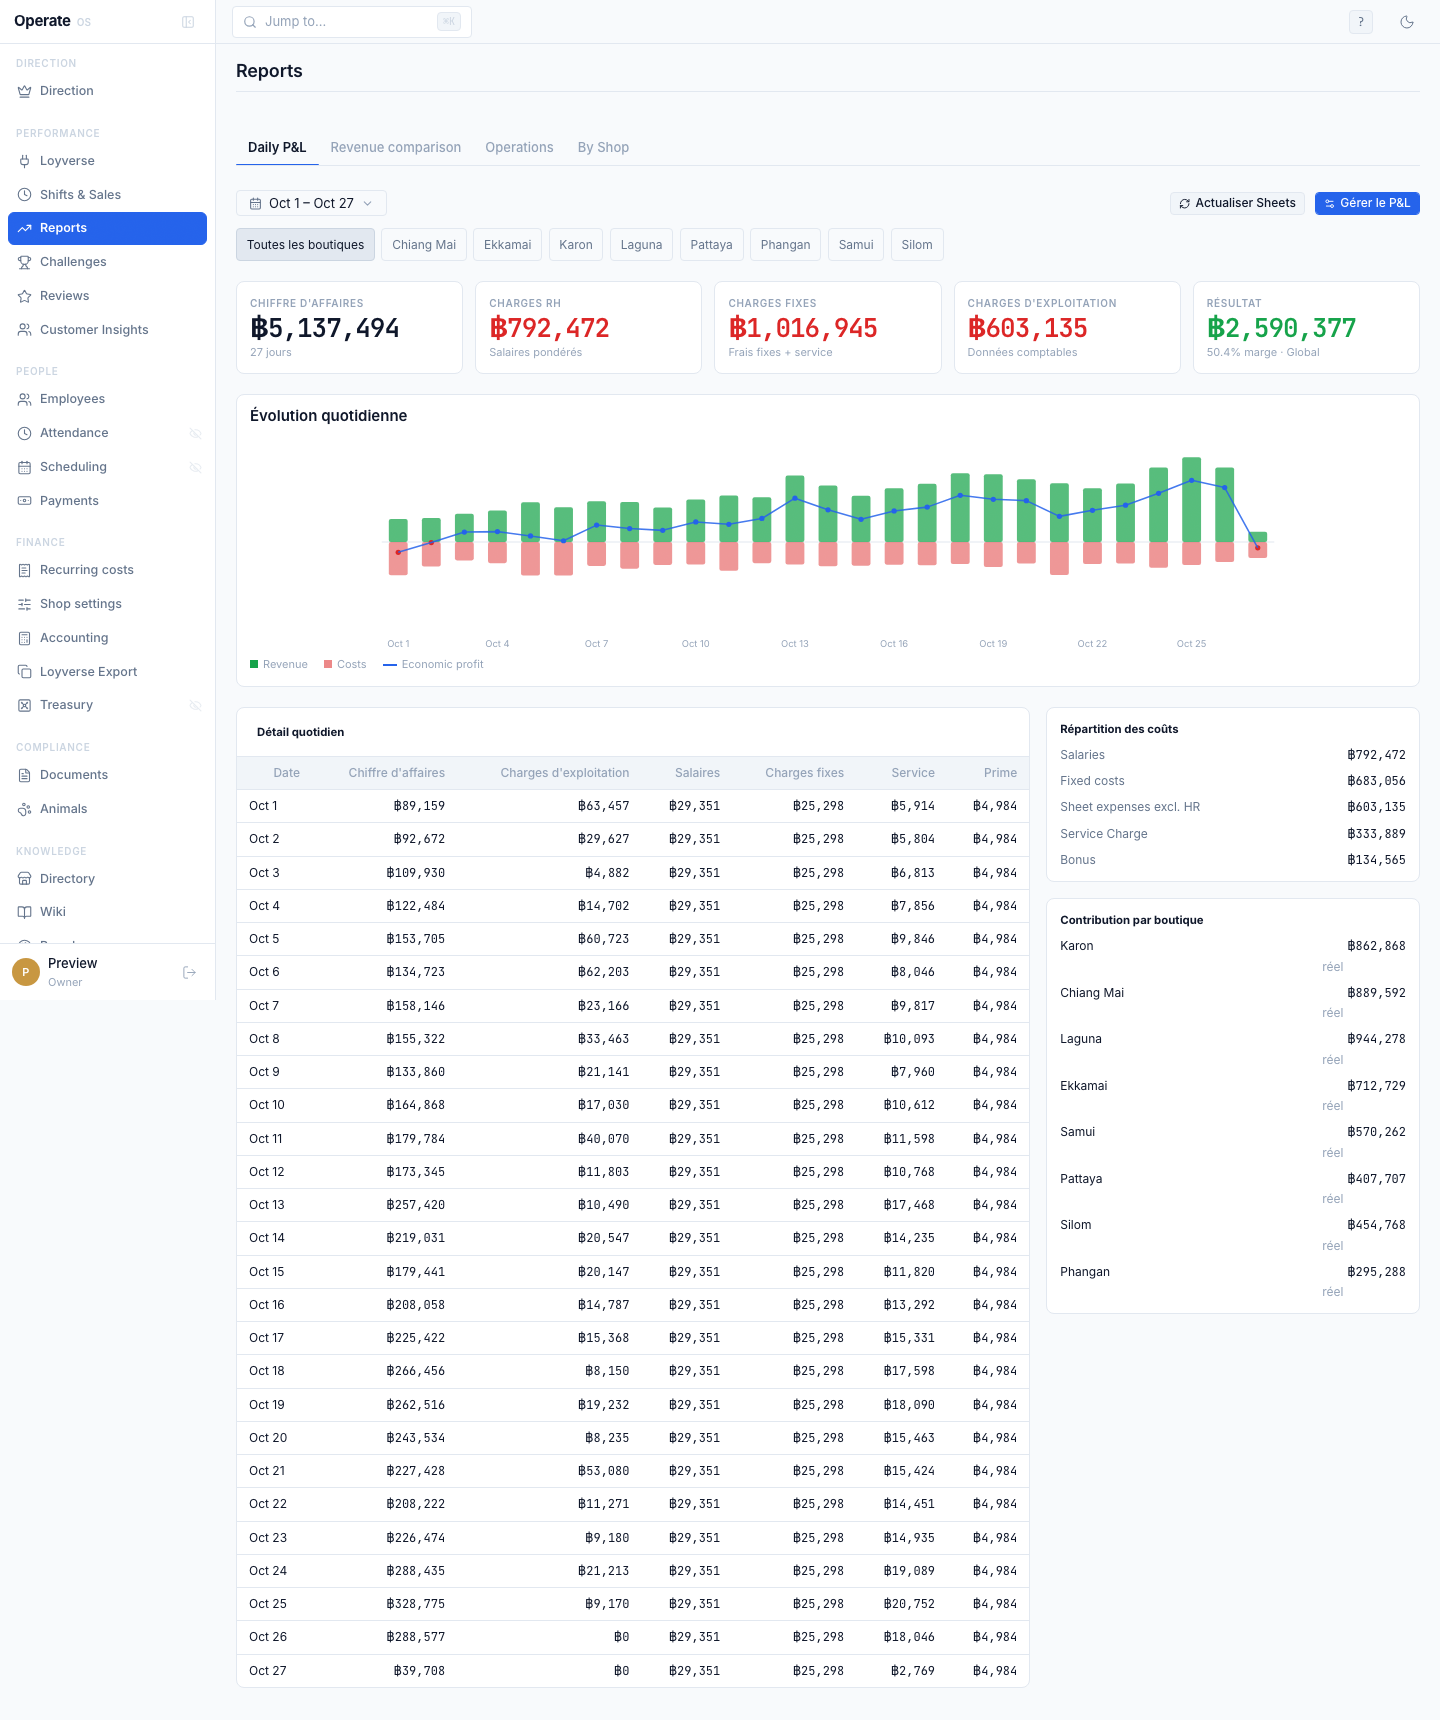 Operate OS
Jump to...
⌘K
?
DIRECTION
Direction
PERFORMANCE
Loyverse
Shifts & Sales
Reports
Challenges
Reviews
Customer Insights
PEOPLE
Employees
Attendance
Scheduling
Payments
FINANCE
Recurring costs
Shop settings
Accounting
Loyverse Export
Treasury
COMPLIANCE
Documents
Animals
KNOWLEDGE
Directory
Wiki
P
Preview
Owner
Reports
Daily P&L Revenue comparison Operations By Shop
Oct 1 – Oct 27
Actualiser Sheets Gérer le P&L
Toutes les boutiques Chiang Mai Ekkamai Karon Laguna Pattaya Phangan Samui Silom
CHIFFRE D'AFFAIRES
฿5,137,494
27 jours
CHARGES RH
฿792,472
Salaires pondérés
CHARGES FIXES
฿1,016,945
Frais fixes + service
CHARGES D'EXPLOITATION
฿603,135
Données comptables
RÉSULTAT
฿2,590,377
50.4% marge · Global
Évolution quotidienne
Oct 1 Oct 4 Oct 7 Oct 10 Oct 13 Oct 16 Oct 19 Oct 22 Oct 25
Revenue Costs Economic profit
Détail quotidien
Date Chiffre d'affaires Charges d'exploitation Salaires Charges fixes Service Prime
Oct 1 ฿89,159 ฿63,457 ฿29,351 ฿25,298 ฿5,914 ฿4,984
Oct 2 ฿92,672 ฿29,627 ฿29,351 ฿25,298 ฿5,804 ฿4,984
Oct 3 ฿109,930 ฿4,882 ฿29,351 ฿25,298 ฿6,813 ฿4,984
Oct 4 ฿122,484 ฿14,702 ฿29,351 ฿25,298 ฿7,856 ฿4,984
Oct 5 ฿153,705 ฿60,723 ฿29,351 ฿25,298 ฿9,846 ฿4,984
Oct 6 ฿134,723 ฿62,203 ฿29,351 ฿25,298 ฿8,046 ฿4,984
Oct 7 ฿158,146 ฿23,166 ฿29,351 ฿25,298 ฿9,817 ฿4,984
Oct 8 ฿155,322 ฿33,463 ฿29,351 ฿25,298 ฿10,093 ฿4,984
Oct 9 ฿133,860 ฿21,141 ฿29,351 ฿25,298 ฿7,960 ฿4,984
Oct 10 ฿164,868 ฿17,030 ฿29,351 ฿25,298 ฿10,612 ฿4,984
Oct 11 ฿179,784 ฿40,070 ฿29,351 ฿25,298 ฿11,598 ฿4,984
Oct 12 ฿173,345 ฿11,803 ฿29,351 ฿25,298 ฿10,768 ฿4,984
Oct 13 ฿257,420 ฿10,490 ฿29,351 ฿25,298 ฿17,468 ฿4,984
Oct 14 ฿219,031 ฿20,547 ฿29,351 ฿25,298 ฿14,235 ฿4,984
Oct 15 ฿179,441 ฿20,147 ฿29,351 ฿25,298 ฿11,820 ฿4,984
Oct 16 ฿208,058 ฿14,787 ฿29,351 ฿25,298 ฿13,292 ฿4,984
Oct 17 ฿225,422 ฿15,368 ฿29,351 ฿25,298 ฿15,331 ฿4,984
Oct 18 ฿266,456 ฿8,150 ฿29,351 ฿25,298 ฿17,598 ฿4,984
Oct 19 ฿262,516 ฿19,232 ฿29,351 ฿25,298 ฿18,090 ฿4,984
Oct 20 ฿243,534 ฿8,235 ฿29,351 ฿25,298 ฿15,463 ฿4,984
Oct 21 ฿227,428 ฿53,080 ฿29,351 ฿25,298 ฿15,424 ฿4,984
Oct 22 ฿208,222 ฿11,271 ฿29,351 ฿25,298 ฿14,451 ฿4,984
Oct 23 ฿226,474 ฿9,180 ฿29,351 ฿25,298 ฿14,935 ฿4,984
Oct 24 ฿288,435 ฿21,213 ฿29,351 ฿25,298 ฿19,089 ฿4,984
Oct 25 ฿328,775 ฿9,170 ฿29,351 ฿25,298 ฿20,752 ฿4,984
Oct 26 ฿288,577 ฿0 ฿29,351 ฿25,298 ฿18,046 ฿4,984
Oct 27 ฿39,708 ฿0 ฿29,351 ฿25,298 ฿2,769 ฿4,984
Répartition des coûts
Salaries ฿792,472
Fixed costs ฿683,056
Sheet expenses excl. HR ฿603,135
Service Charge ฿333,889
Bonus ฿134,565
Contribution par boutique
Karon ฿862,868
réel
Chiang Mai ฿889,592
réel
Laguna ฿944,278
réel
Ekkamai ฿712,729
réel
Samui ฿570,262
réel
Pattaya ฿407,707
réel
Silom ฿454,768
réel
Phangan ฿295,288
réel